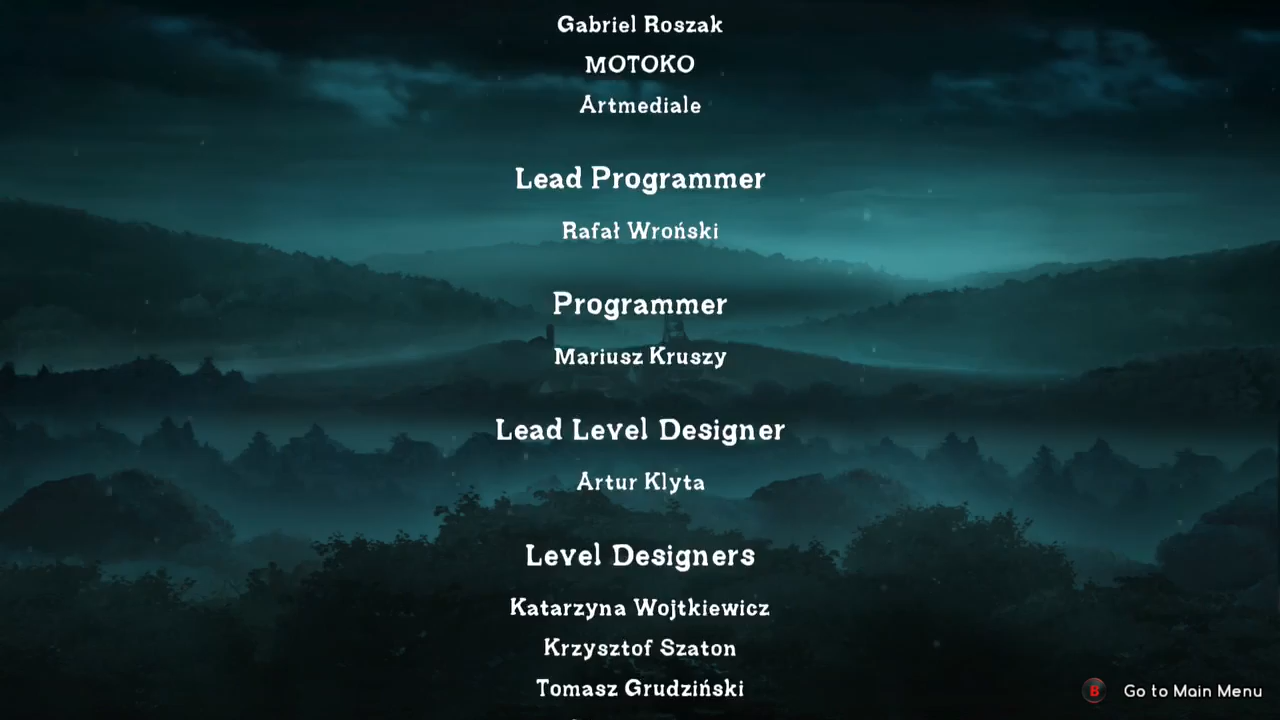 Gabriel Roszak
MOTOKO
Artmediale
Lead Programmer
Rafał Wroński
Programmer
Mariusz Kruszy
Lead Level Designer
Artur Klyta
Level Designers
Katarzyna Wojtkiewicz
Krzysztof Szaton
Tomasz Grudziński
B Go to Main Menu